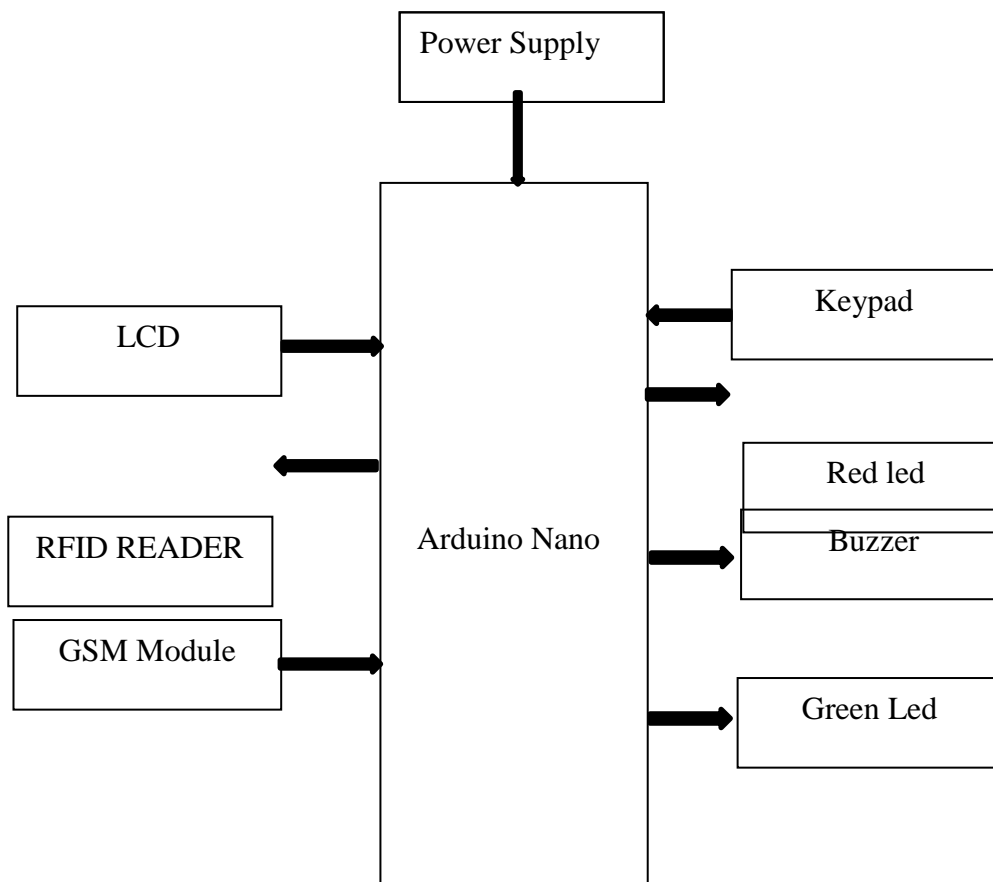 Power Supply
Keypad
LCD
Red led
Arduino Nano
Buzzer
RFID READER
GSM Module
Green Led